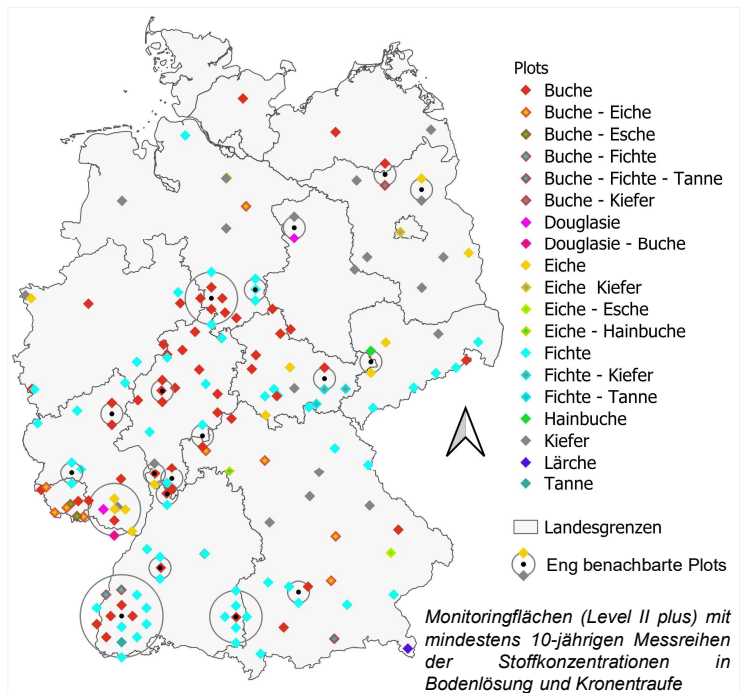 Plots
Buche
Buche - Eiche
Buche - Esche
Buche - Fichte
Buche - Fichte - Tanne
Buche - Kiefer
Douglasie
Douglasie - Buche
Eiche
Eiche Kiefer
Eiche - Esche
Eiche - Hainbuche
Fichte
Fichte - Kiefer
Fichte - Tanne
Hainbuche
Kiefer
Lärche
Tanne
Landesgrenzen
Eng benachbarte Plots
Monitoringflächen (Level II plus) mit
mindestens 10-jährigen Messreihen
der Stoffkonzentrationen in
Bodenlösung und Kronentraufe